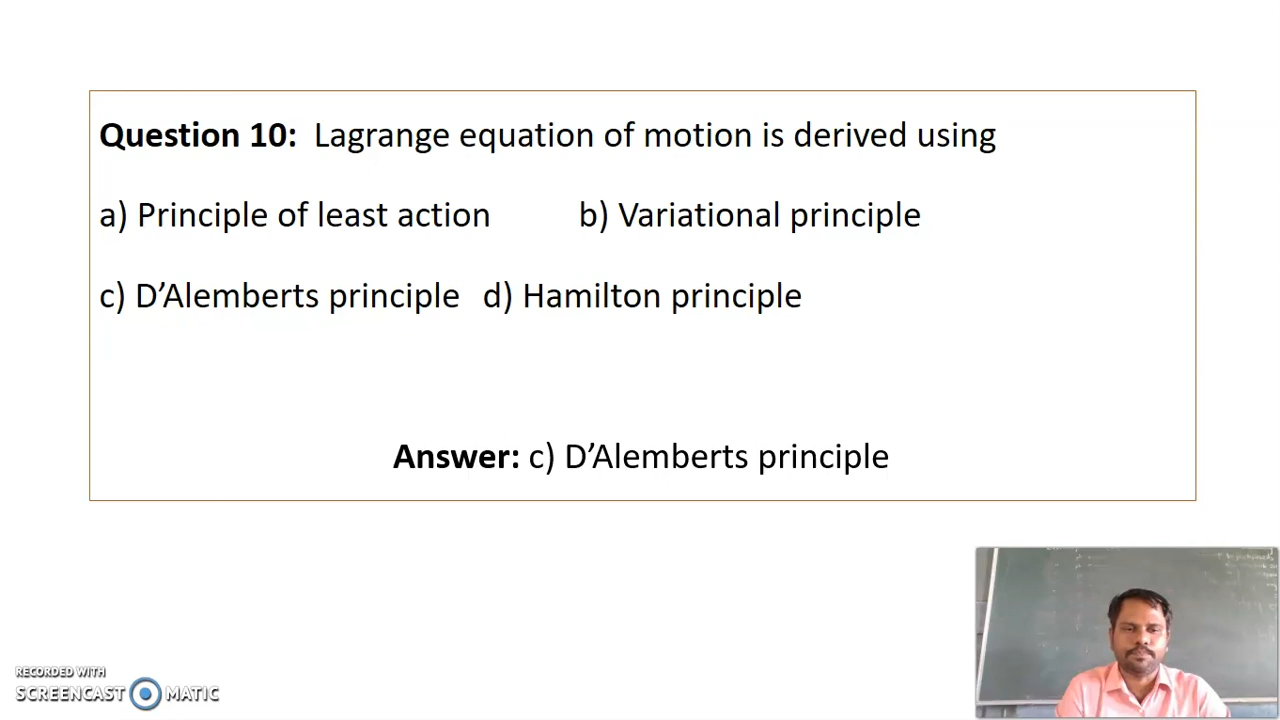 Question 10: Lagrange equation of motion is derived using
a) Principle of least action b) Variational principle
c) D’Alemberts principle d) Hamilton principle
Answer: c) D’Alemberts principle
RECORDED WITH
SCREENCAST MATIC